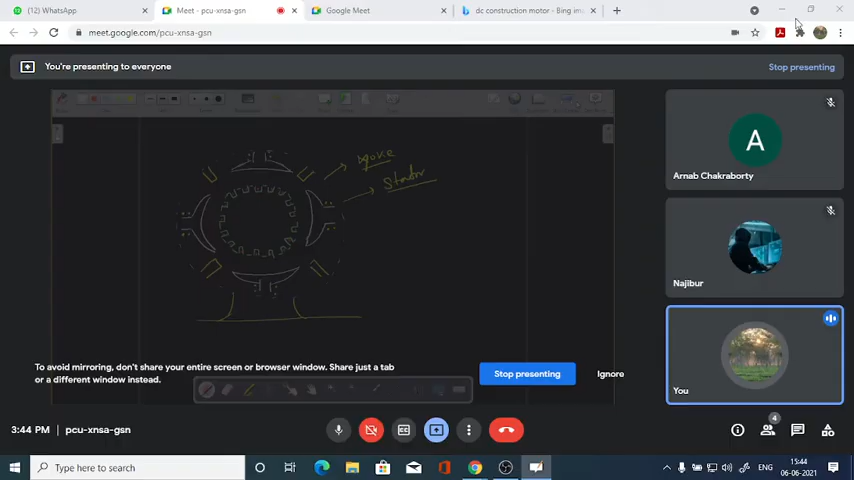 (12) WhatsApp
Meet - pcu-xnsa-gsn
Google Meet
dc construction motor - Bing im
meet.google.com/pcu-xnsa-gsn
You're presenting to everyone
Stop presenting
yoke
Stator
A
Arnab Chakraborty
Najibur
You
To avoid mirroring, don't share your entire screen or browser window. Share just a tab
or a different window instead.
Stop presenting
Ignore
3:44 PM | pcu-xnsa-gsn
4
Type here to search
ENG
15:44
06-06-2021